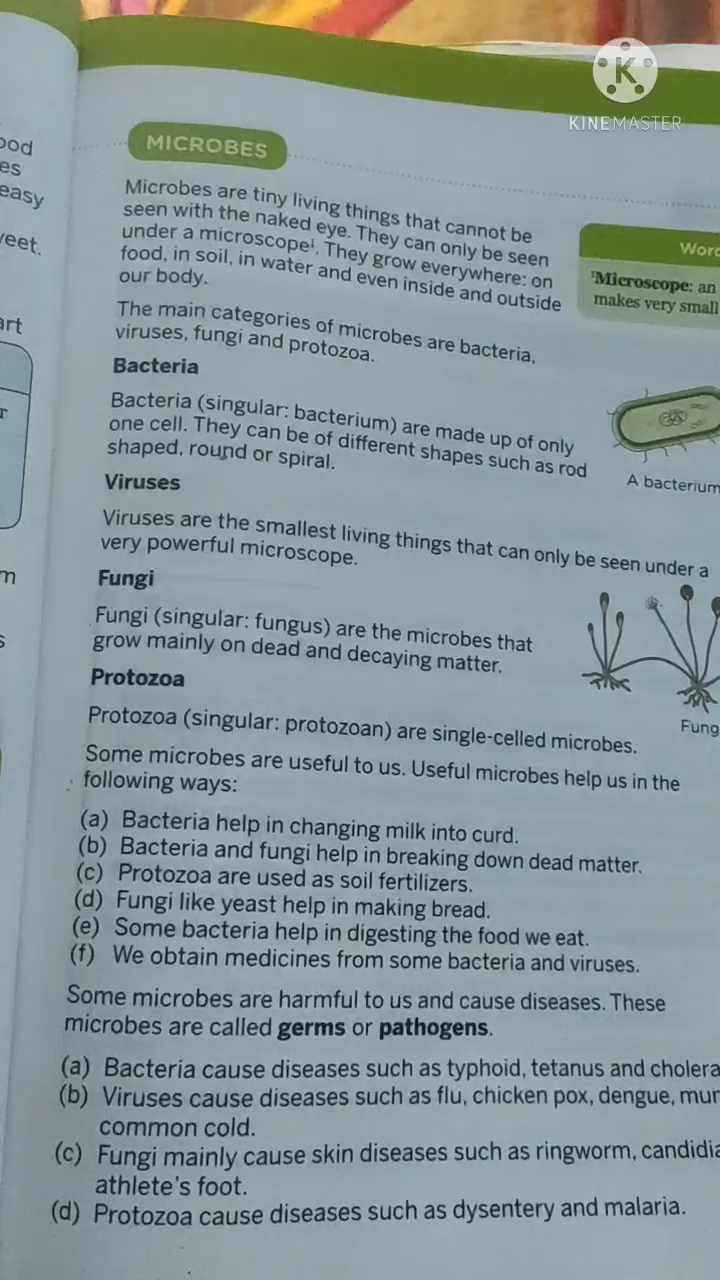 KINEMASTER
ood
es
easy
veet.
art
r
m
s
MICROBES
Microbes are tiny living things that cannot be
seen with the naked eye. They can only be seen
under a microscope¹. They grow everywhere: on
food, in soil, in water and even inside and outside
our body.
The main categories of microbes are bacteria,
viruses, fungi and protozoa.
Bacteria
Bacteria (singular: bacterium) are made up of only
one cell. They can be of different shapes such as rod
shaped, round or spiral.
Viruses
Viruses are the smallest living things that can only be seen under a
very powerful microscope.
Fungi
Fungi (singular: fungus) are the microbes that
grow mainly on dead and decaying matter.
Protozoa
Protozoa (singular: protozoan) are single-celled microbes.
Some microbes are useful to us. Useful microbes help us in the
following ways:
(a) Bacteria help in changing milk into curd.
(b) Bacteria and fungi help in breaking down dead matter.
(c) Protozoa are used as soil fertilizers.
(d) Fungi like yeast help in making bread.
(e) Some bacteria help in digesting the food we eat.
(f) We obtain medicines from some bacteria and viruses.
Some microbes are harmful to us and cause diseases. These
microbes are called germs or pathogens.
(a) Bacteria cause diseases such as typhoid, tetanus and cholera
(b) Viruses cause diseases such as flu, chicken pox, dengue, mum
common cold.
(c) Fungi mainly cause skin diseases such as ringworm, candidia
athlete's foot.
(d) Protozoa cause diseases such as dysentery and malaria.
Word
¹Microscope: an
makes very small
A bacterium
Fung
K